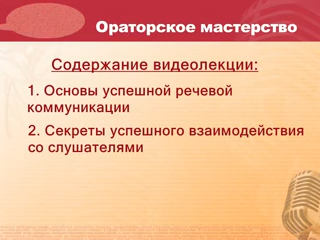 Ораторское мастерство
Содержание видеолекции:
1. Основы успешной речевой
коммуникации
2. Секреты успешного взаимодействия
со слушателями